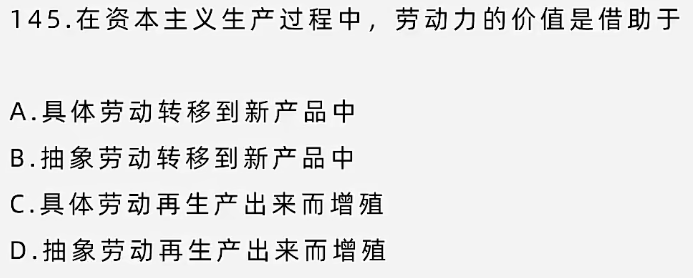 145.在资本主义生产过程中，劳动力的价值是借助于
A.具体劳动转移到新产品中
B.抽象劳动转移到新产品中
C.具体劳动再生产出来而增殖
D.抽象劳动再生产出来而增殖